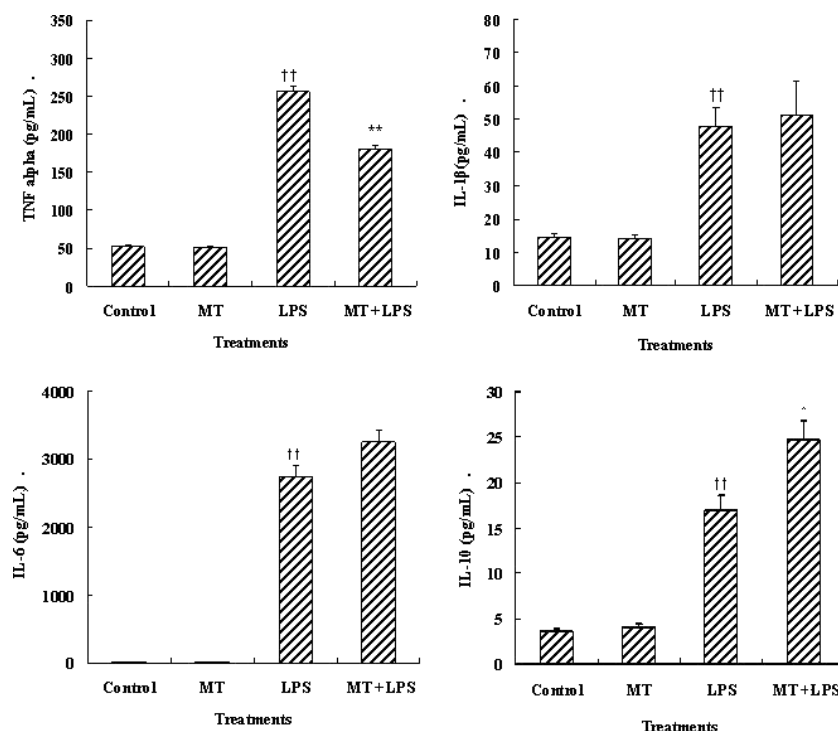 TNF alpha (pg/mL) .
350
300
250
200
150
100
50
0
††
**
Control MT LPS MT+LPS
Treatments
IL-1β (pg/mL) .
80
70
60
50
40
30
20
10
0
††
Control MT LPS MT+LPS
Treatments
IL-6 (pg/mL) .
4000
3000
2000
1000
0
††
Control MT LPS MT+LPS
Treatments
IL-10 (pg/mL) .
30
25
20
15
10
5
0
††
*
Control MT LPS MT+LPS
Treatments